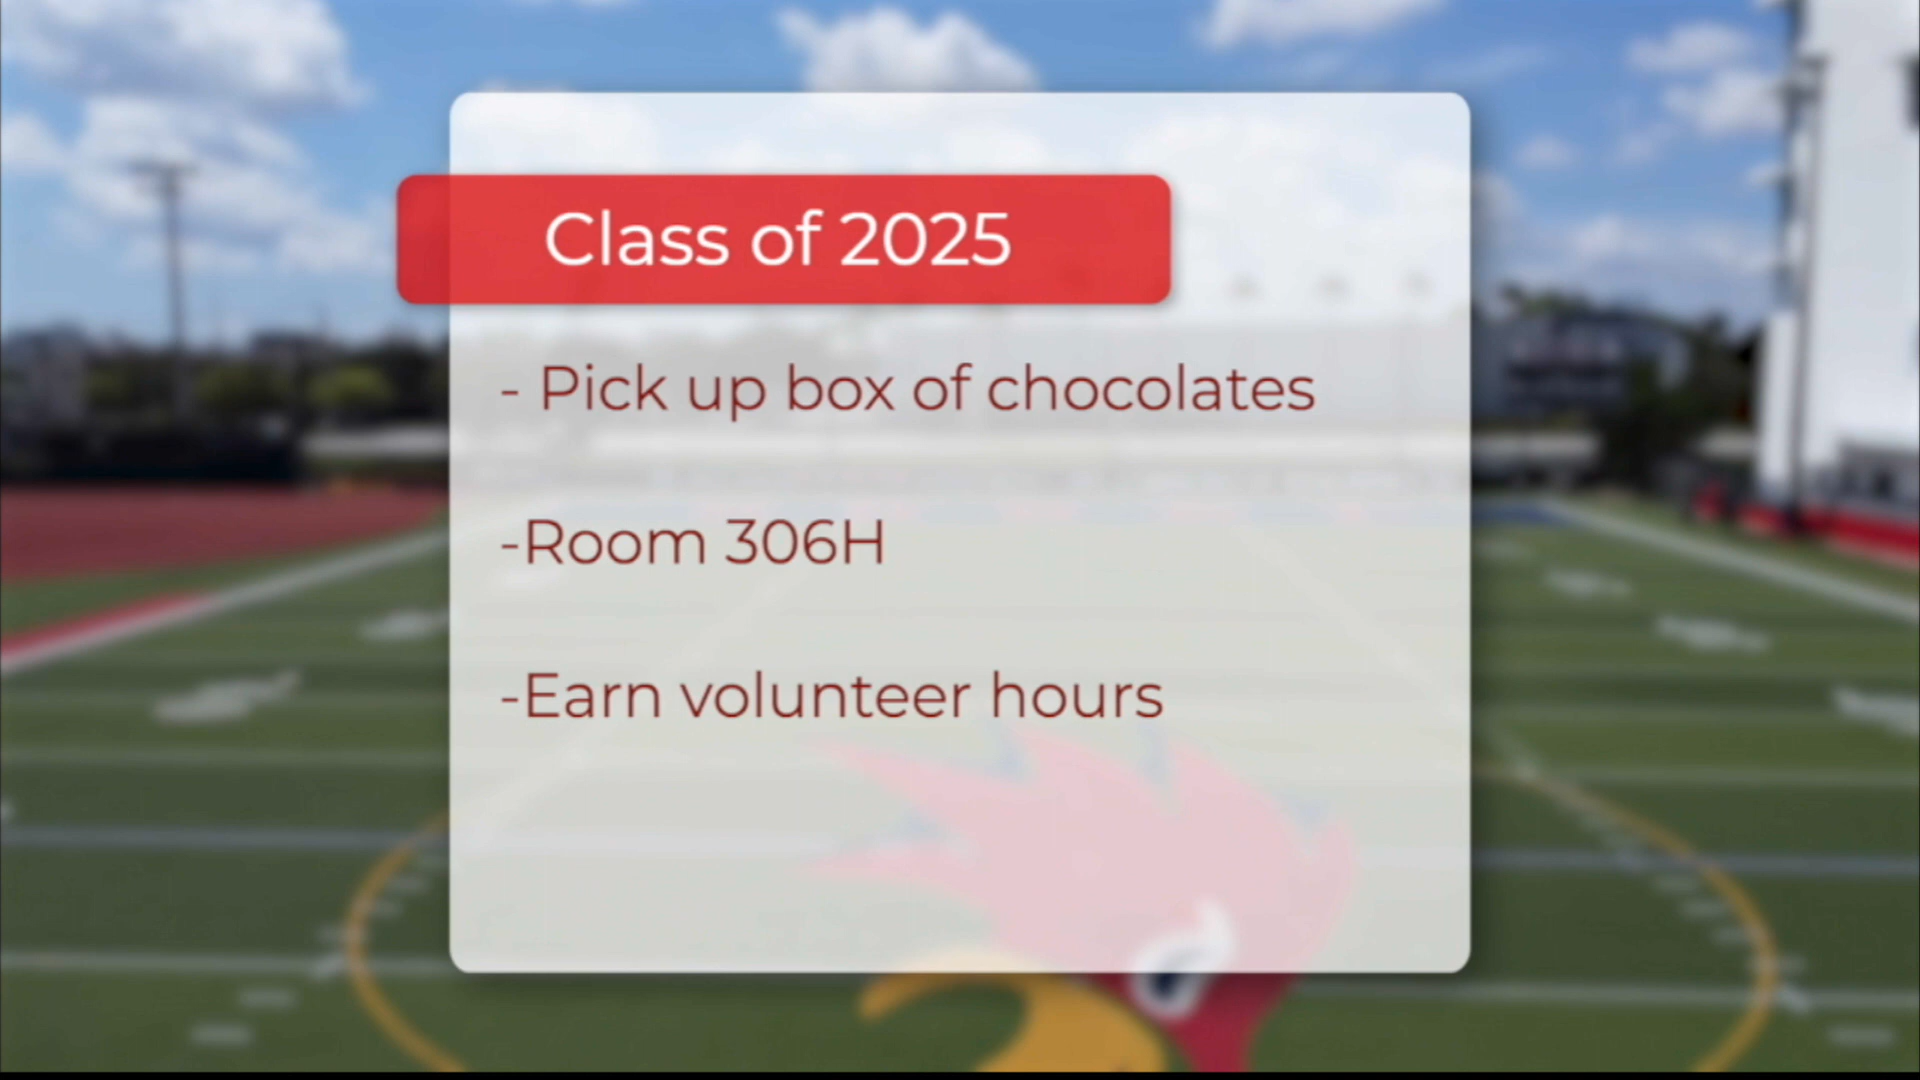 Class of 2025
- Pick up box of chocolates
-Room 306H
-Earn volunteer hours